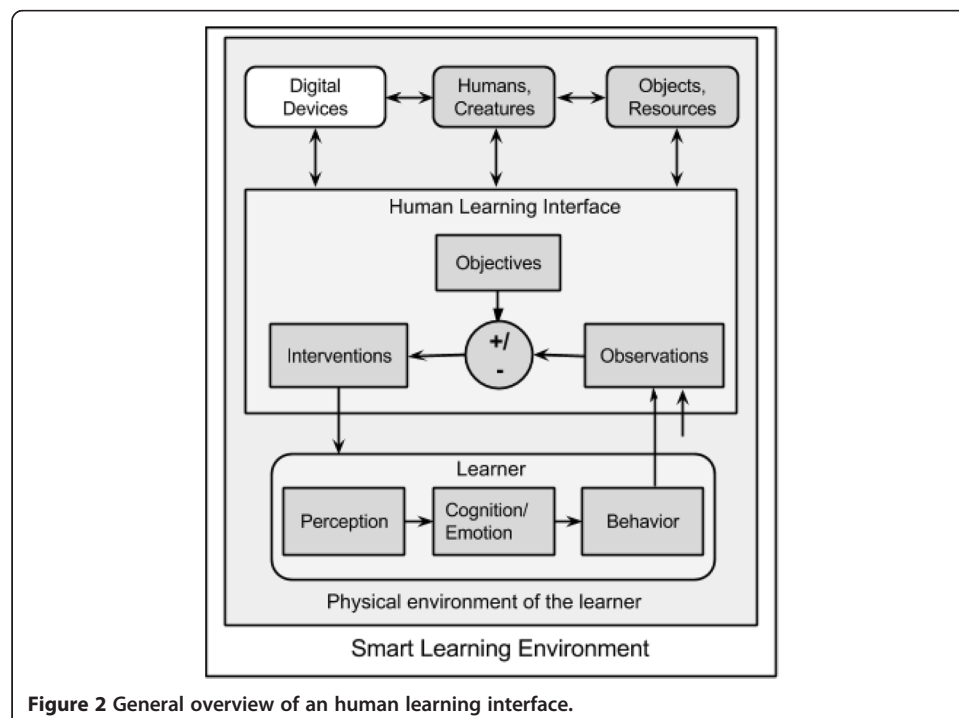 Digital
Devices
Humans,
Creatures
Objects,
Resources
Human Learning Interface
Objectives
Interventions
+/
-
Observations
Learner
Perception
Cognition/
Emotion
Behavior
Physical environment of the learner
Smart Learning Environment
Figure 2 General overview of an human learning interface.